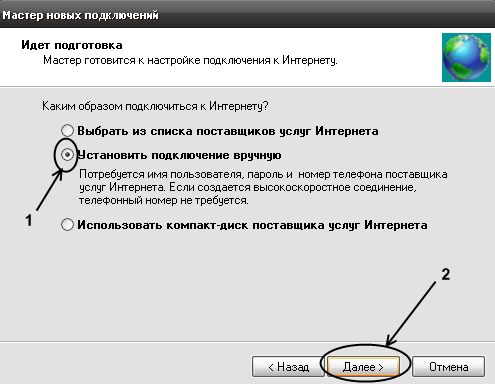 Мастер новых подключений
Идет подготовка
Мастер готовится к настройке подключения к Интернету.
Каким образом подключиться к Интернету?
Выбрать из списка поставщиков услуг Интернета
Установить подключение вручную
Потребуется имя пользователя, пароль и номер телефона поставщика
услуг Интернета. Если создается высокоскоростное соединение,
телефонный номер не требуется.
1
Использовать компакт-диск поставщика услуг Интернета
2
< Назад
Далее >
Отмена